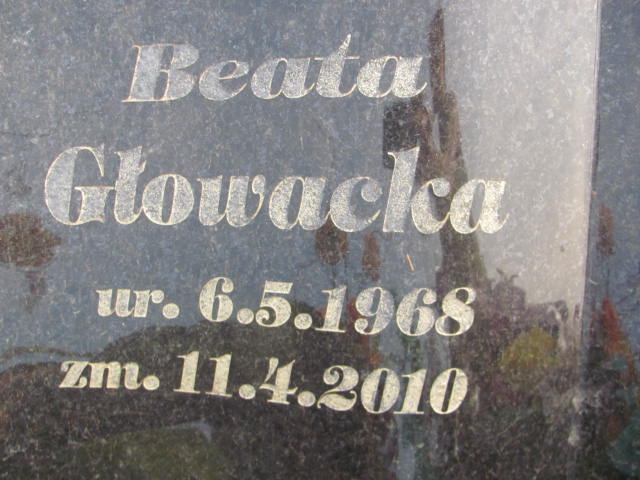 Beata
Głowacka
ur. 6.5.1968
zm. 11.4.2010